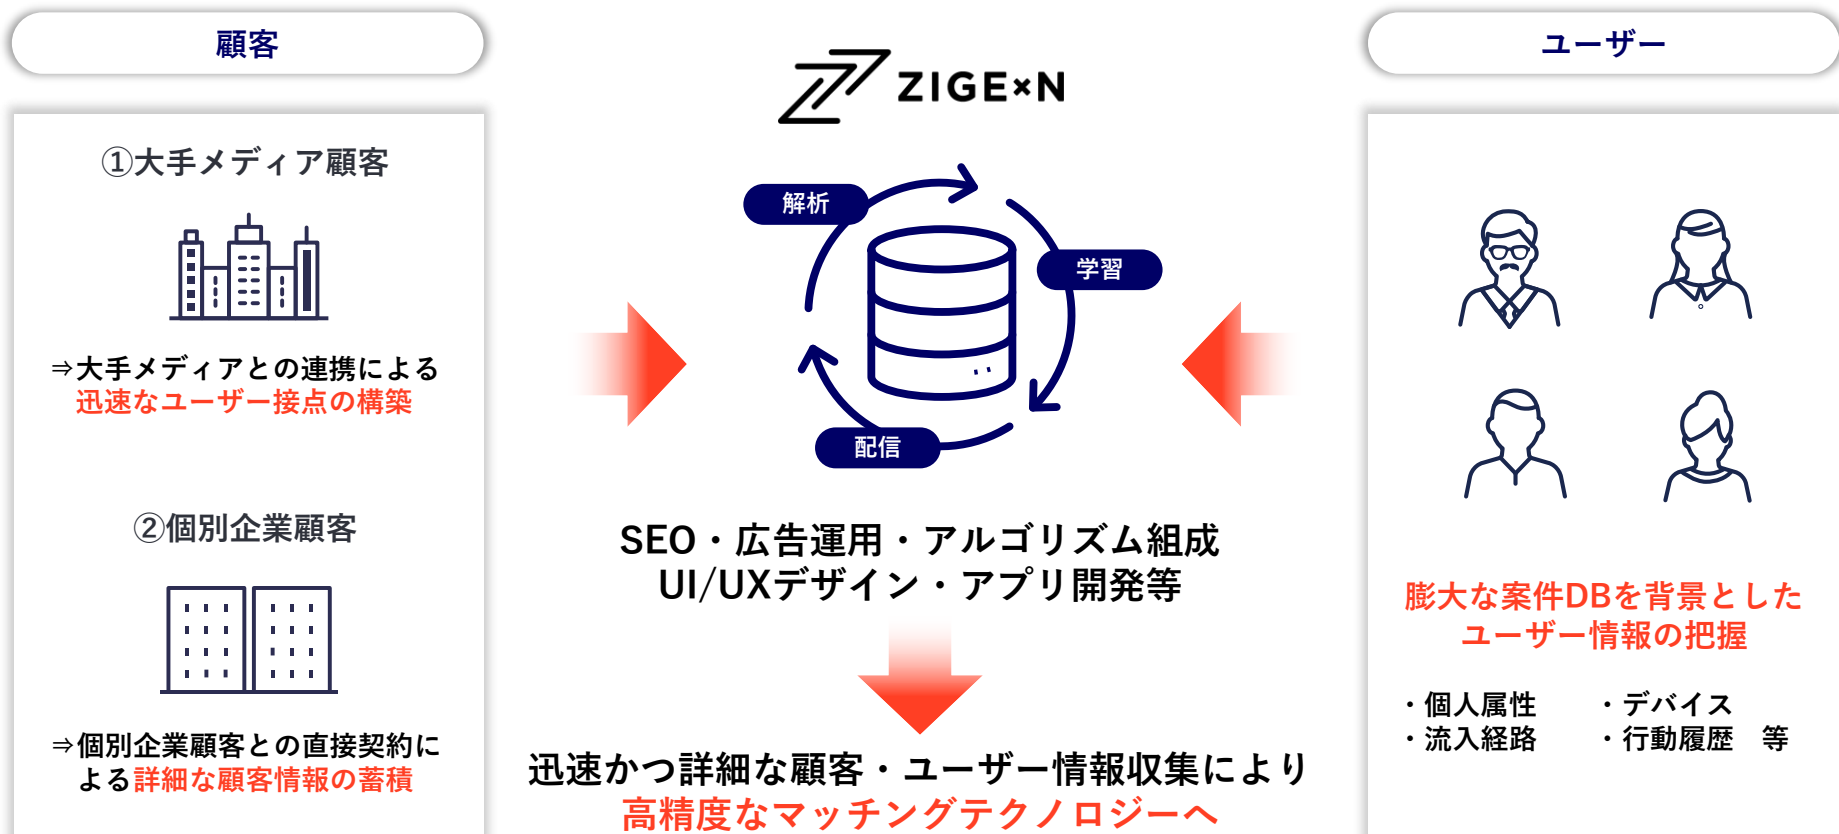 顧客
①大手メディア顧客
⇒大手メディアとの連携による
迅速なユーザー接点の構築
②個別企業顧客
⇒個別企業顧客との直接契約に
よる詳細な顧客情報の蓄積
ZIGE×N
解析
学習
配信
SEO・広告運用・アルゴリズム組成
UI/UXデザイン・アプリ開発等
迅速かつ詳細な顧客・ユーザー情報収集により
高精度なマッチングテクノロジーへ
ユーザー
膨大な案件DBを背景とした
ユーザー情報の把握
・個人属性　・デバイス
・流入経路　・行動履歴　等